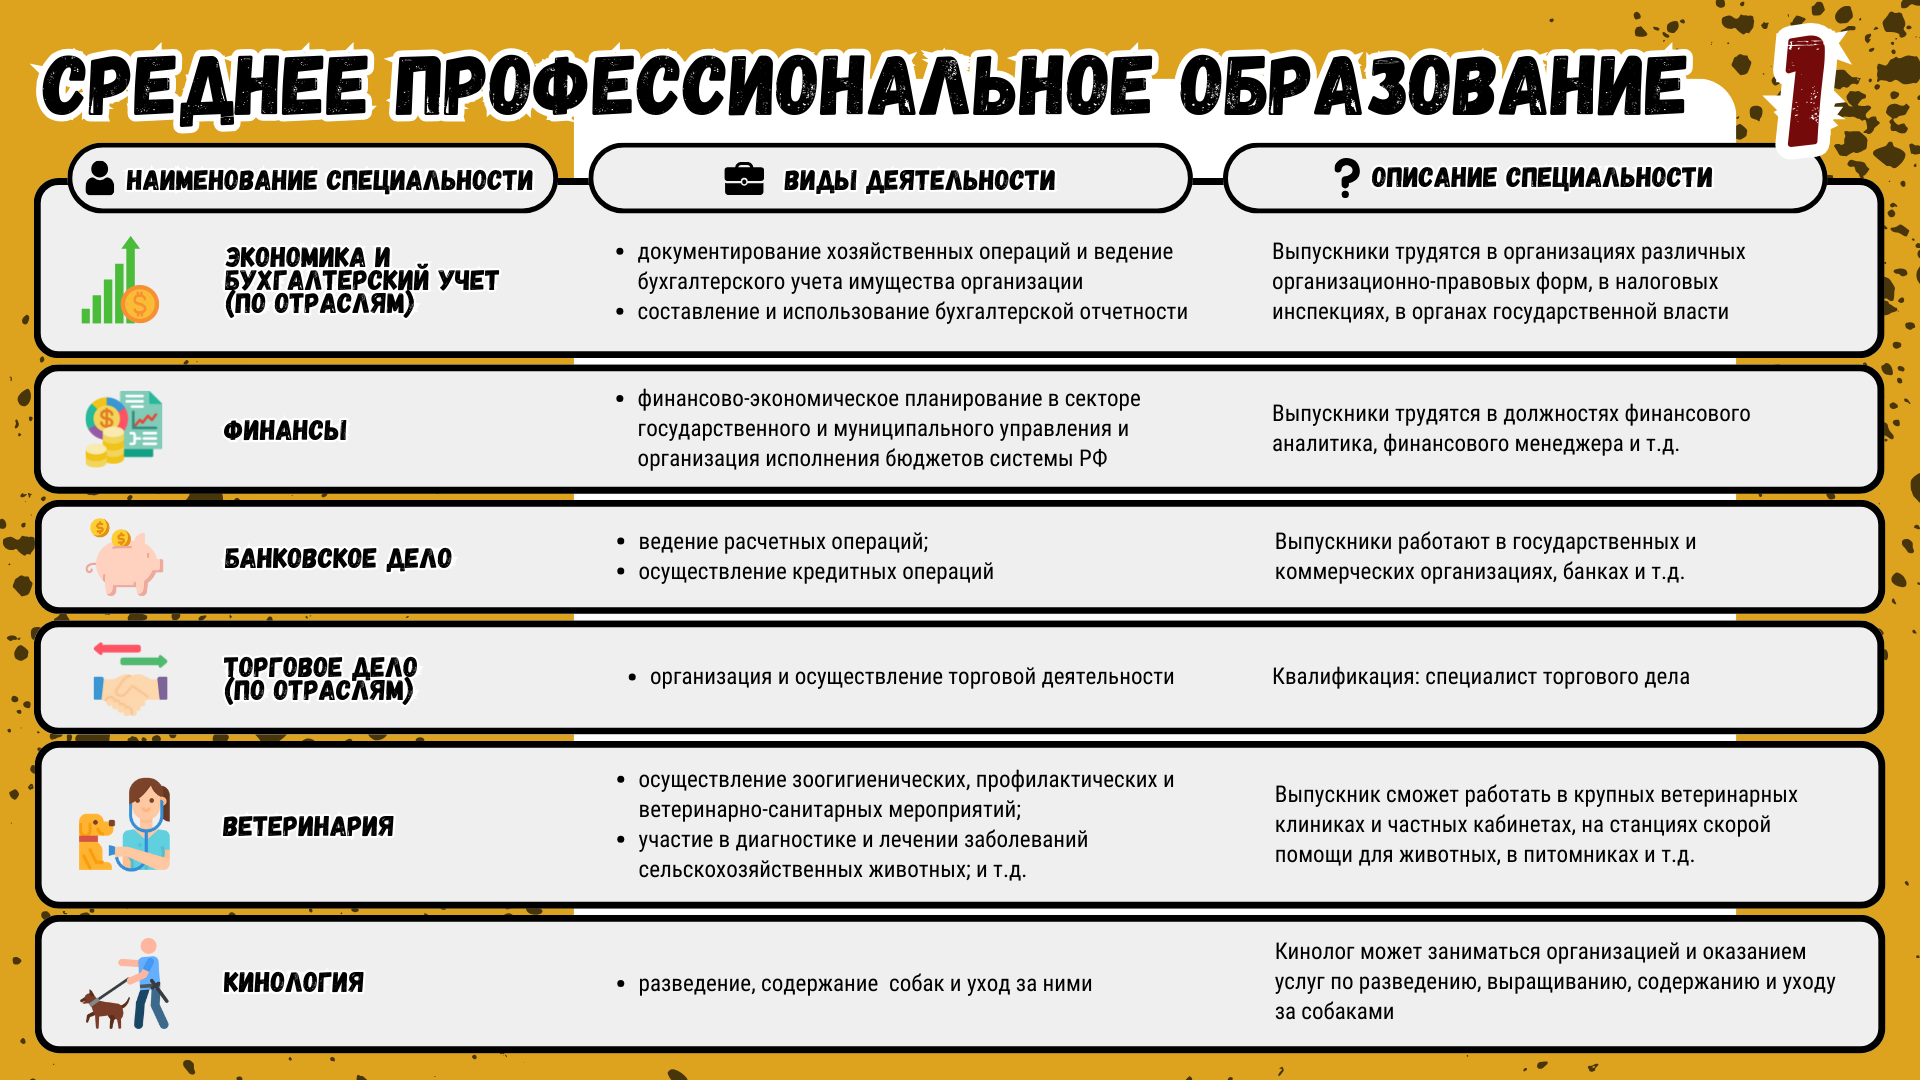 СРЕДНЕЕ ПРОФЕССИОНАЛЬНОЕ ОБРАЗОВАНИЕ
1
НАИМЕНОВАНИЕ СПЕЦИАЛЬНОСТИ
ВИДЫ ДЕЯТЕЛЬНОСТИ
ОПИСАНИЕ СПЕЦИАЛЬНОСТИ
ЭКОНОМИКА И
БУХГАЛТЕРСКИЙ УЧЕТ
(ПО ОТРАСЛЯМ)
• документирование хозяйственных операций и ведение
бухгалтерского учета имущества организации
• составление и использование бухгалтерской отчетности
Выпускники трудятся в организациях различных
организационно-правовых форм, в налоговых
инспекциях, в органах государственной власти
ФИНАНСЫ
• финансово-экономическое планирование в секторе
государственного и муниципального управления и
организация исполнения бюджетов системы РФ
Выпускники трудятся в должностях финансового
аналитика, финансового менеджера и т.д.
БАНКОВСКОЕ ДЕЛО
• ведение расчетных операций;
• осуществление кредитных операций
Выпускники работают в государственных и
коммерческих организациях, банках и т.д.
ТОРГОВОЕ ДЕЛО
(ПО ОТРАСЛЯМ)
• организация и осуществление торговой деятельности
Квалификация: специалист торгового дела
ВЕТЕРИНАРИЯ
• осуществление зоогигиенических, профилактических и
ветеринарно-санитарных мероприятий;
• участие в диагностике и лечении заболеваний
сельскохозяйственных животных; и т.д.
Выпускник сможет работать в крупных ветеринарных
клиниках и частных кабинетах, на станциях скорой
помощи для животных, в питомниках и т.д.
КИНОЛОГИЯ
• разведение, содержание  собак и уход за ними
Кинолог может заниматься организацией и оказанием
услуг по разведению, выращиванию, содержанию и уходу
за собаками